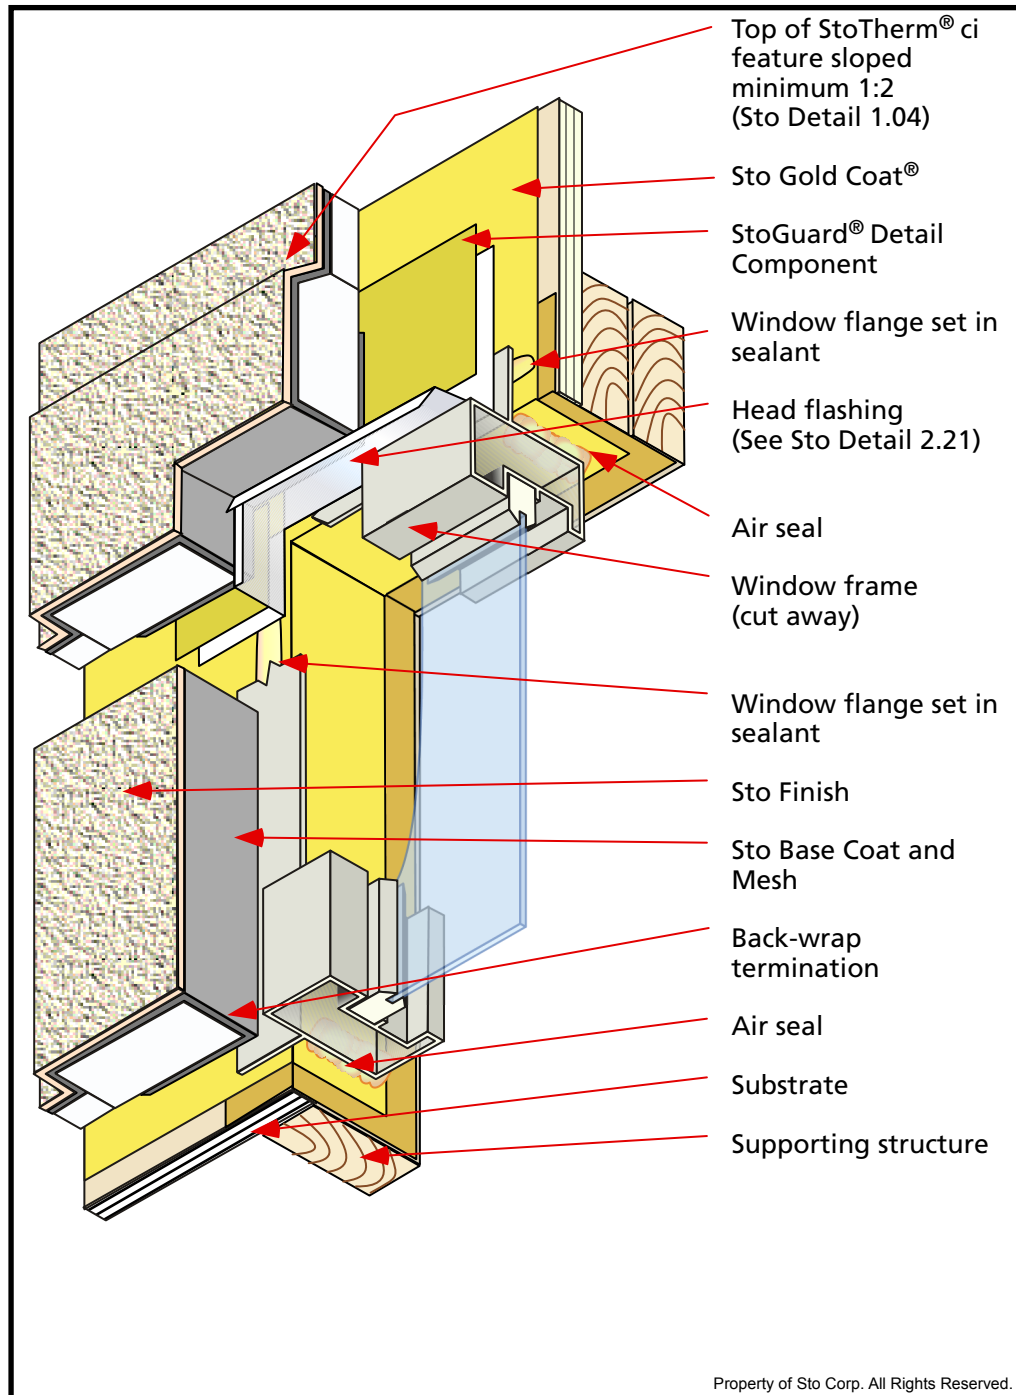 Top of StoTherm® ci
feature sloped
minimum 1:2
(Sto Detail 1.04)
Sto Gold Coat®
StoGuard® Detail
Component
Window flange set in
sealant
Head flashing
(See Sto Detail 2.21)
Air seal
Window frame
(cut away)
Window flange set in
sealant
Sto Finish
Sto Base Coat and
Mesh
Back-wrap
termination
Air seal
Substrate
Supporting structure
Property of Sto Corp. All Rights Reserved.